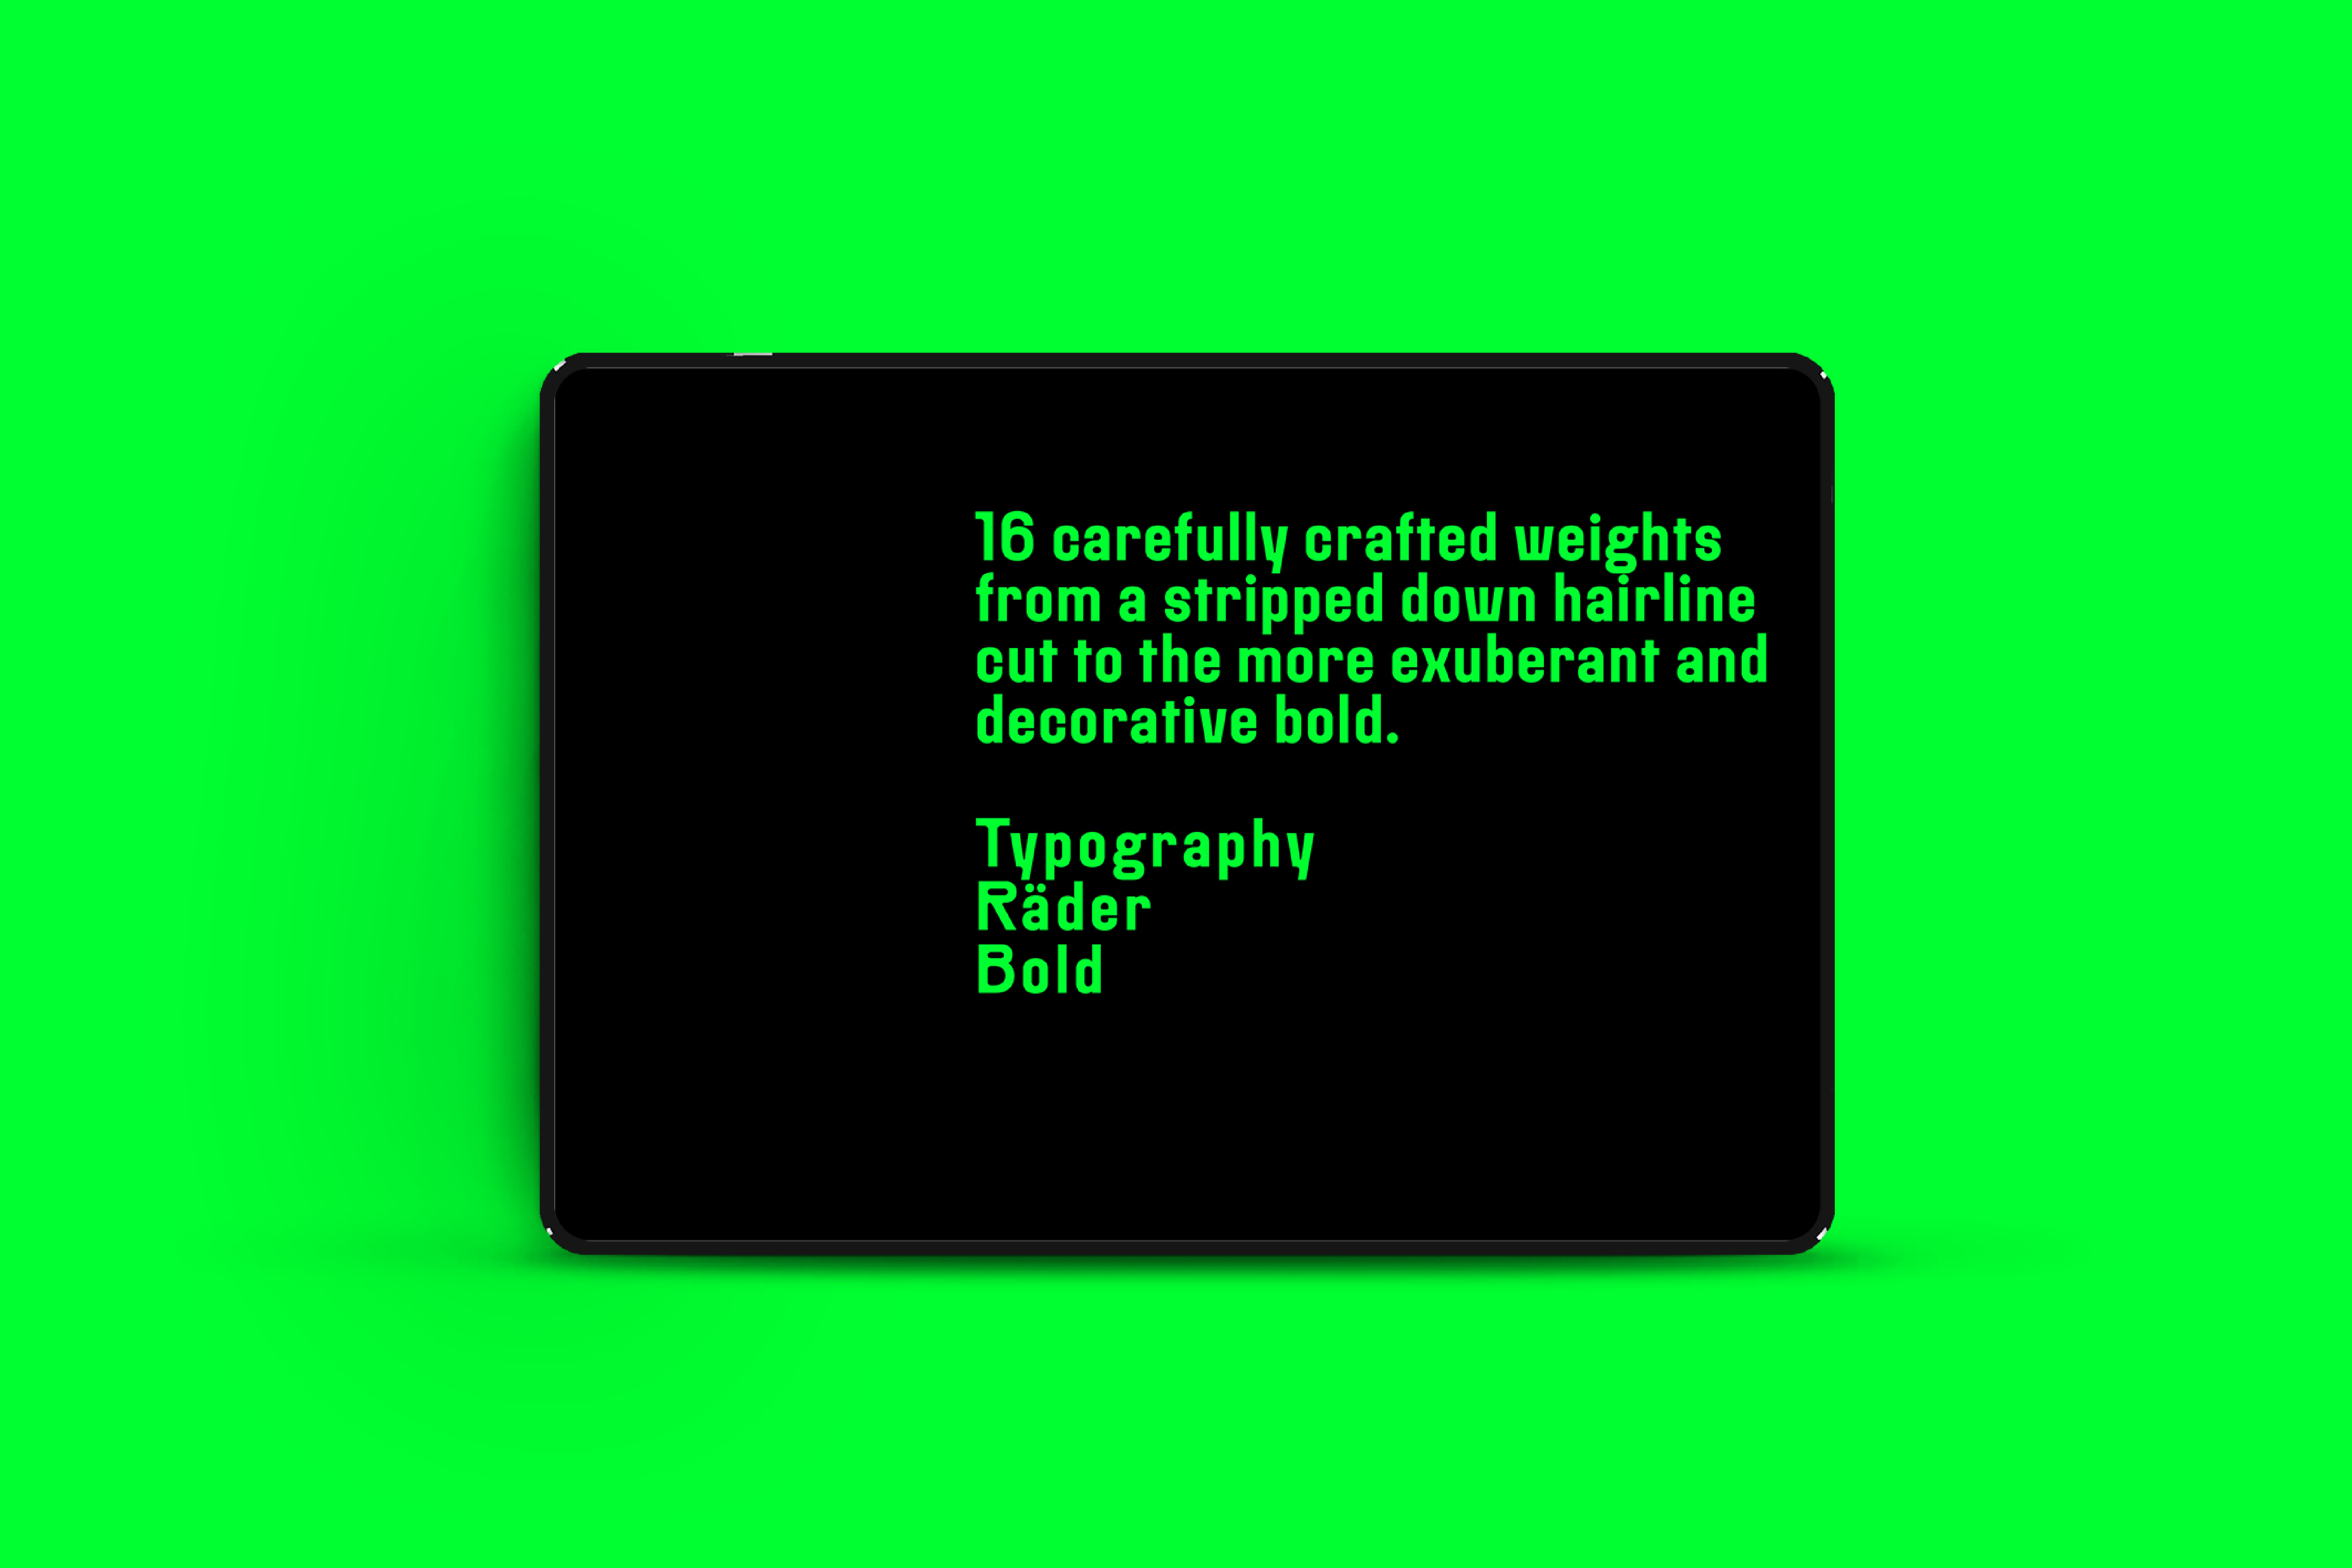 16 carefully crafted weights
from a stripped down hairline
cut to the more exuberant and
decorative bold.
Typography
Räder
Bold